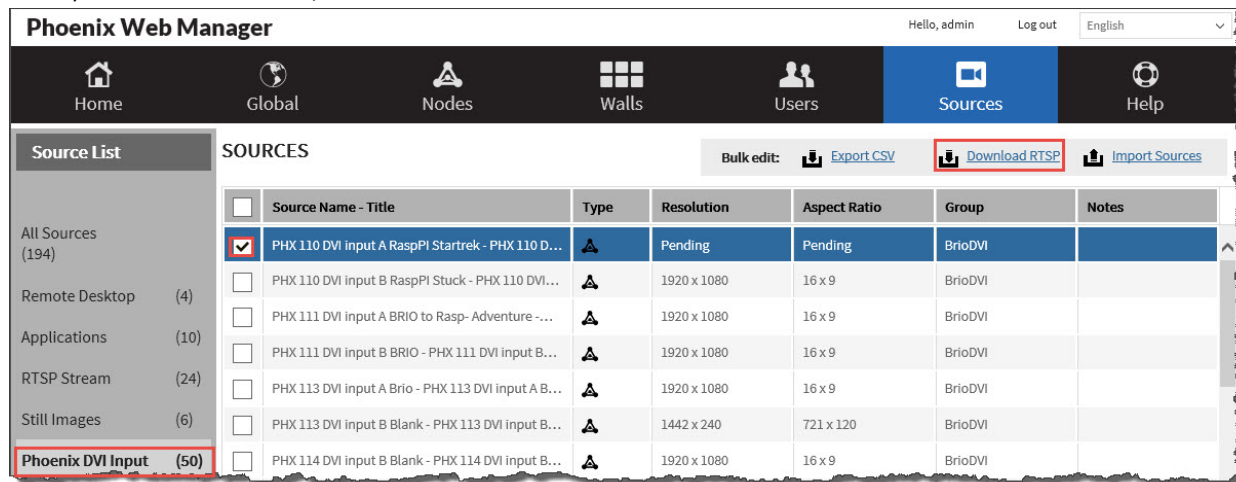 Phoenix Web Manager
Hello, admin Log out English
Home Global Nodes Walls Users Sources Help
Source List
SOURCES
Bulk edit: Export CSV Download RTSP Import Sources
Source Name - Title Type Resolution Aspect Ratio Group Notes
All Sources
(194)
PHX 110 DVI input A RaspPI Startrek - PHX 110 D... Pending Pending BrioDVI
PHX 110 DVI input B RaspPI Stuck - PHX 110 DVI... 1920 x 1080 16 x 9 BrioDVI
Remote Desktop (4)
PHX 111 DVI input A BRIO to Rasp- Adventure -... 1920 x 1080 16 x 9 BrioDVI
Applications (10)
PHX 111 DVI input B BRIO - PHX 111 DVI input B... 1920 x 1080 16 x 9 BrioDVI
RTSP Stream (24)
PHX 113 DVI input A Brio - PHX 113 DVI input A B... 1920 x 1080 16 x 9 BrioDVI
Still Images (6)
PHX 113 DVI input B Blank - PHX 113 DVI input B... 1442 x 240 721 x 120 BrioDVI
Phoenix DVI Input (50)
PHX 114 DVI input B Blank - PHX 114 DVI input B... 1920 x 1080 16 x 9 BrioDVI